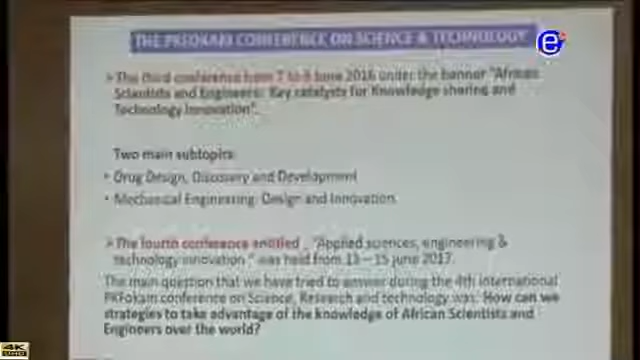 THE PKFOKAM CONFERENCE ON SCIENCE & TECHNOLOGY
e
➢ The third conference from 7 to 9 June 2016 under the banner "African
Scientists and Engineers: Key catalysts for Knowledge sharing and
Technology Innovation".
Two main subtopics:
• Drug Design, Discovery and Development
• Mechanical Engineering: Design and Innovation
➢ The fourth conference entitled , "Applied sciences, engineering &
technology innovation " was held from 13 – 15 june 2017.
The main question that we have tried to answer during the 4th international
PKFokam conference on Science, Research and technology was: How can we
strategies to take advantage of the knowledge of African Scientists and
Engineers over the world?
4K
UHD